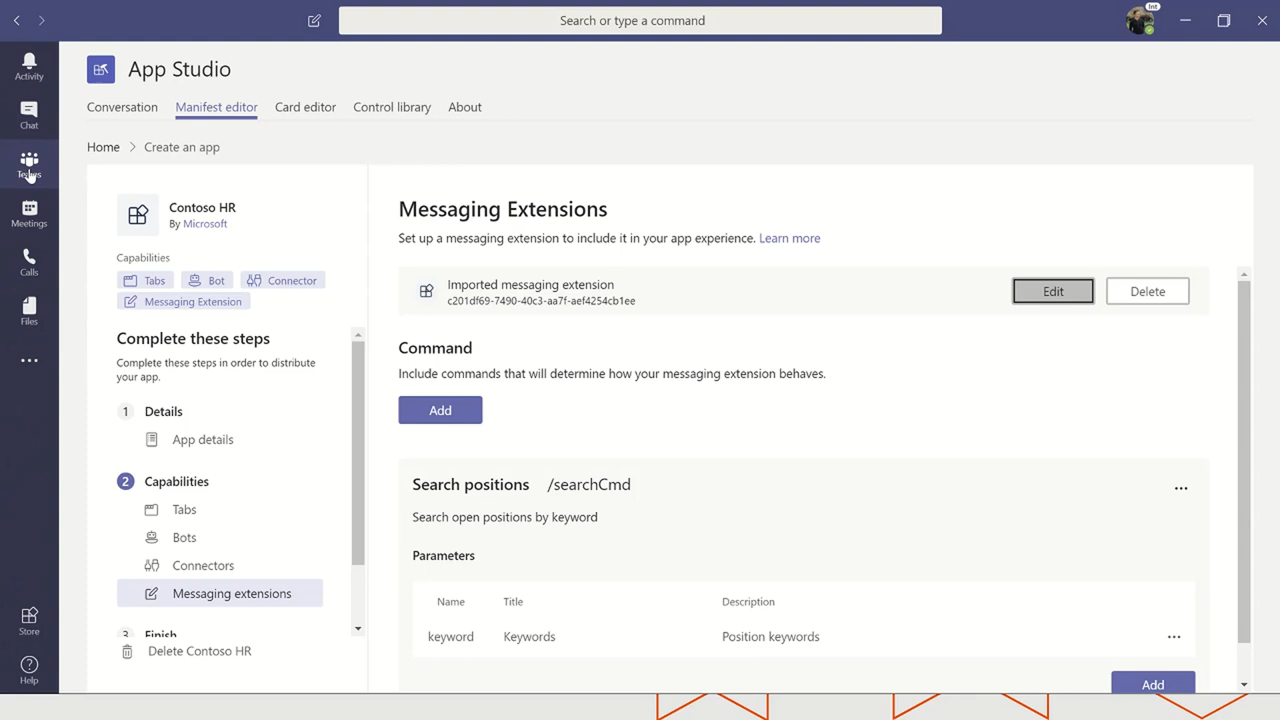 Search or type a command
Int
Activity
Chat
Teams
Meetings
Calls
Files
Store
Help
App Studio
Conversation
Manifest editor
Card editor
Control library
About
Home > Create an app
Contoso HR
By Microsoft
Capabilities
Tabs
Bot
Connector
Messaging Extension
Complete these steps
Complete these steps in order to distribute
your app.
1 Details
App details
2 Capabilities
Tabs
Bots
Connectors
Messaging extensions
3 Finish
Delete Contoso HR
Messaging Extensions
Set up a messaging extension to include it in your app experience. Learn more
Imported messaging extension
c201df69-7490-40c3-aa7f-aef4254cb1ee
Edit
Delete
Command
Include commands that will determine how your messaging extension behaves.
Add
Search positions /searchCmd
...
Search open positions by keyword
Parameters
Name Title Description
keyword Keywords Position keywords ...
Add